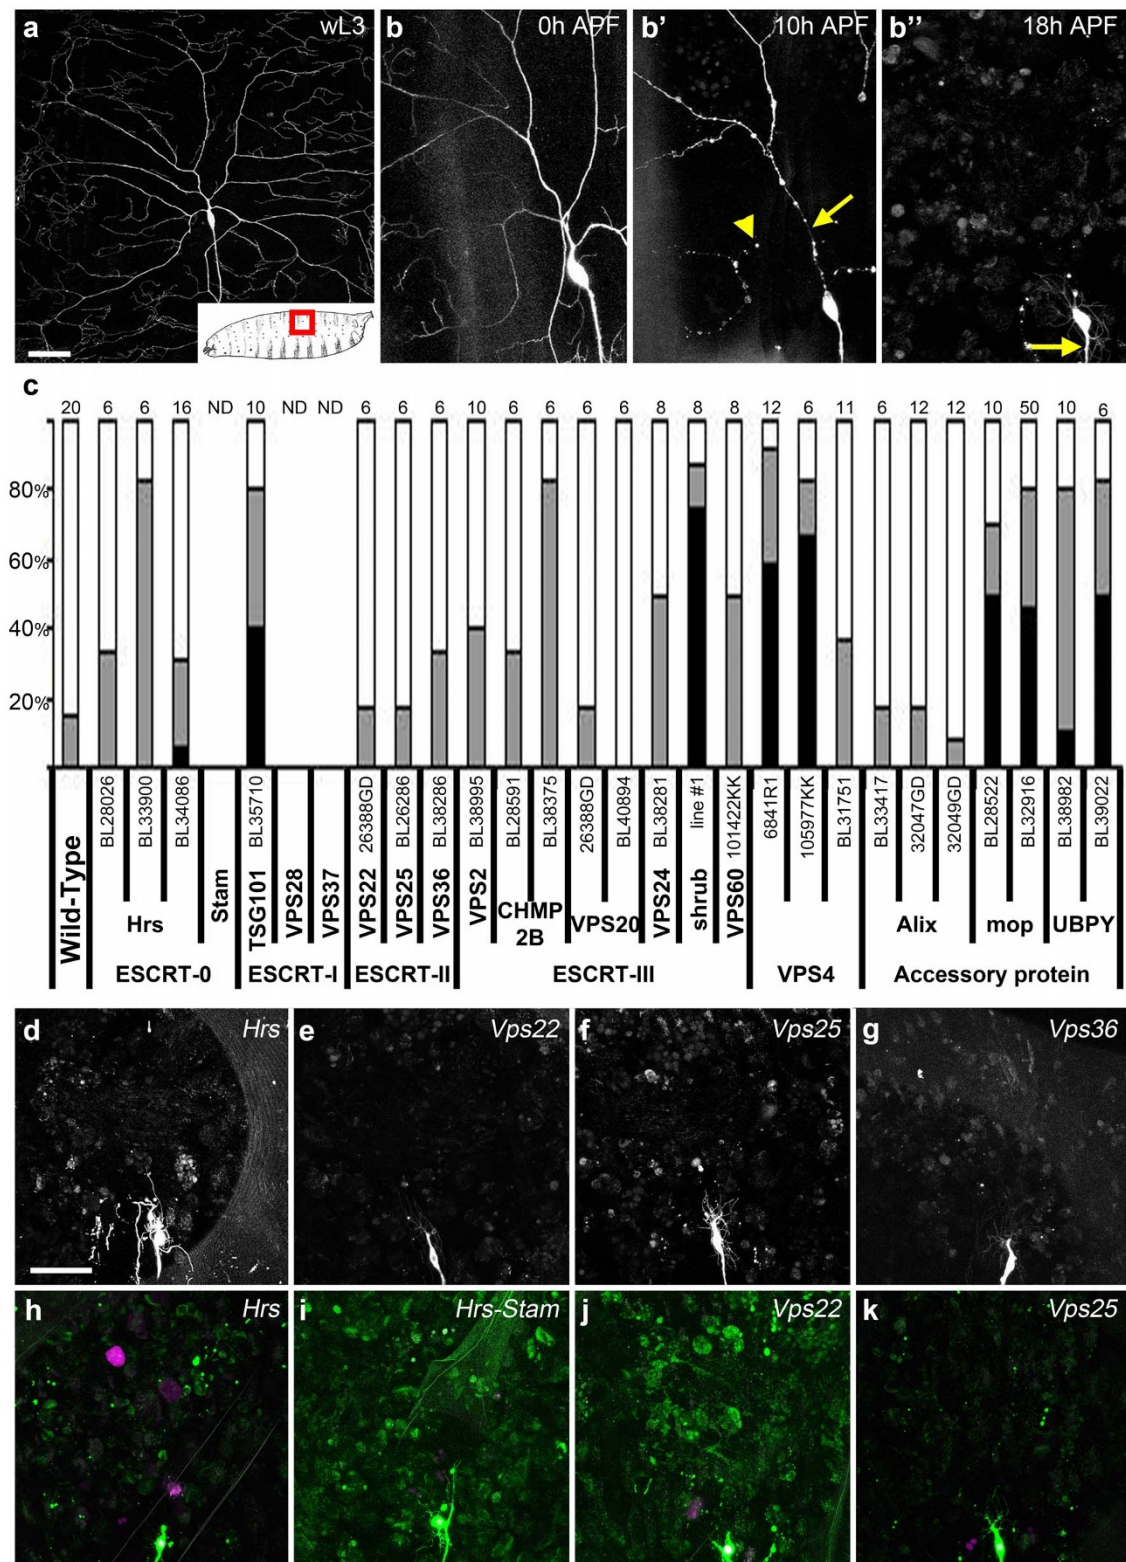 a wL3
b 0h APF
b' 10h APF
b'' 18h APF
c
20 6 6 16 ND 10 ND ND 6 6 6 10 6 6 6 6 8 8 8 12 6 11 6 12 12 10 50 10 6
80%
60%
40%
20%
BL28026 BL33900 BL34086 BL35710 26388GD BL26286 BL38286 BL38995 BL28591 BL38375 26388GD BL40894 BL38281 line #1 101422KK 6841R1 105977KK BL31751 BL33417 32047GD 32049GD BL28522 BL32916 BL38982 BL39022
Wild-Type Hrs Stam TSG101 VPS28 VPS37 VPS22 VPS25 VPS36 VPS2 CHMP 2B VPS20 VPS24 shrub VPS60 Alix mop UBPY
ESCRT-0 ESCRT-I ESCRT-II ESCRT-III VPS4 Accessory protein
d Hrs
e Vps22
f Vps25
g Vps36
h Hrs
i Hrs-Stam
j Vps22
k Vps25